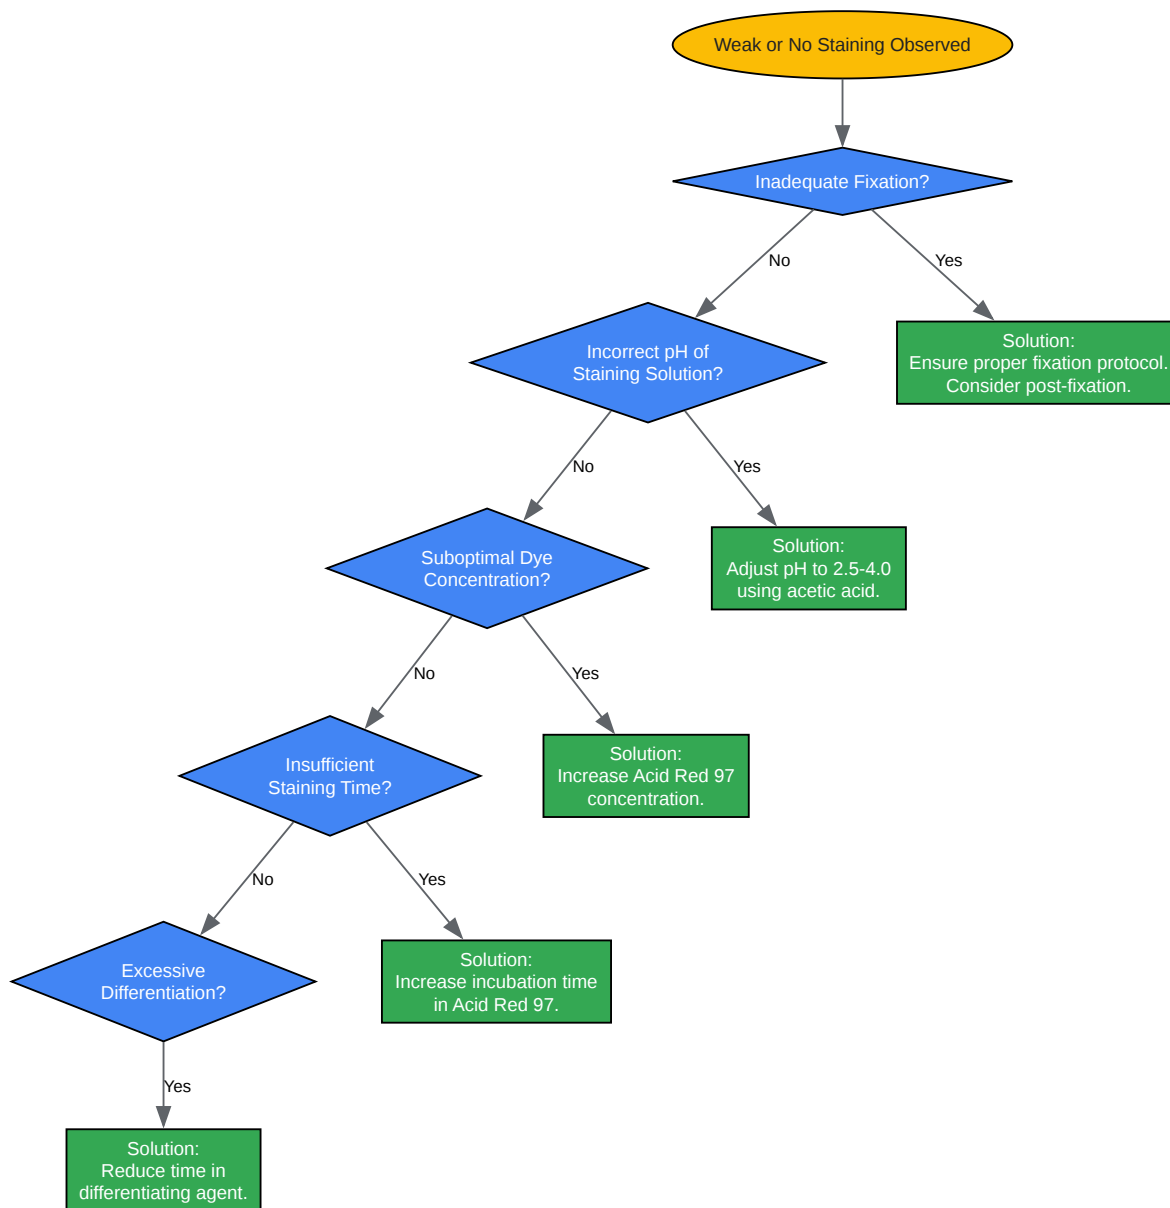 Weak or No Staining Observed
Inadequate Fixation?
No
Yes
Incorrect pH of
Staining Solution?
Solution:
Ensure proper fixation protocol.
Consider post-fixation.
No
Yes
Suboptimal Dye
Concentration?
Solution:
Adjust pH to 2.5-4.0
using acetic acid.
No
Yes
Insufficient
Staining Time?
Solution:
Increase Acid Red 97
concentration.
No
Yes
Excessive
Differentiation?
Solution:
Increase incubation time
in Acid Red 97.
Yes
Solution:
Reduce time in
differentiating agent.